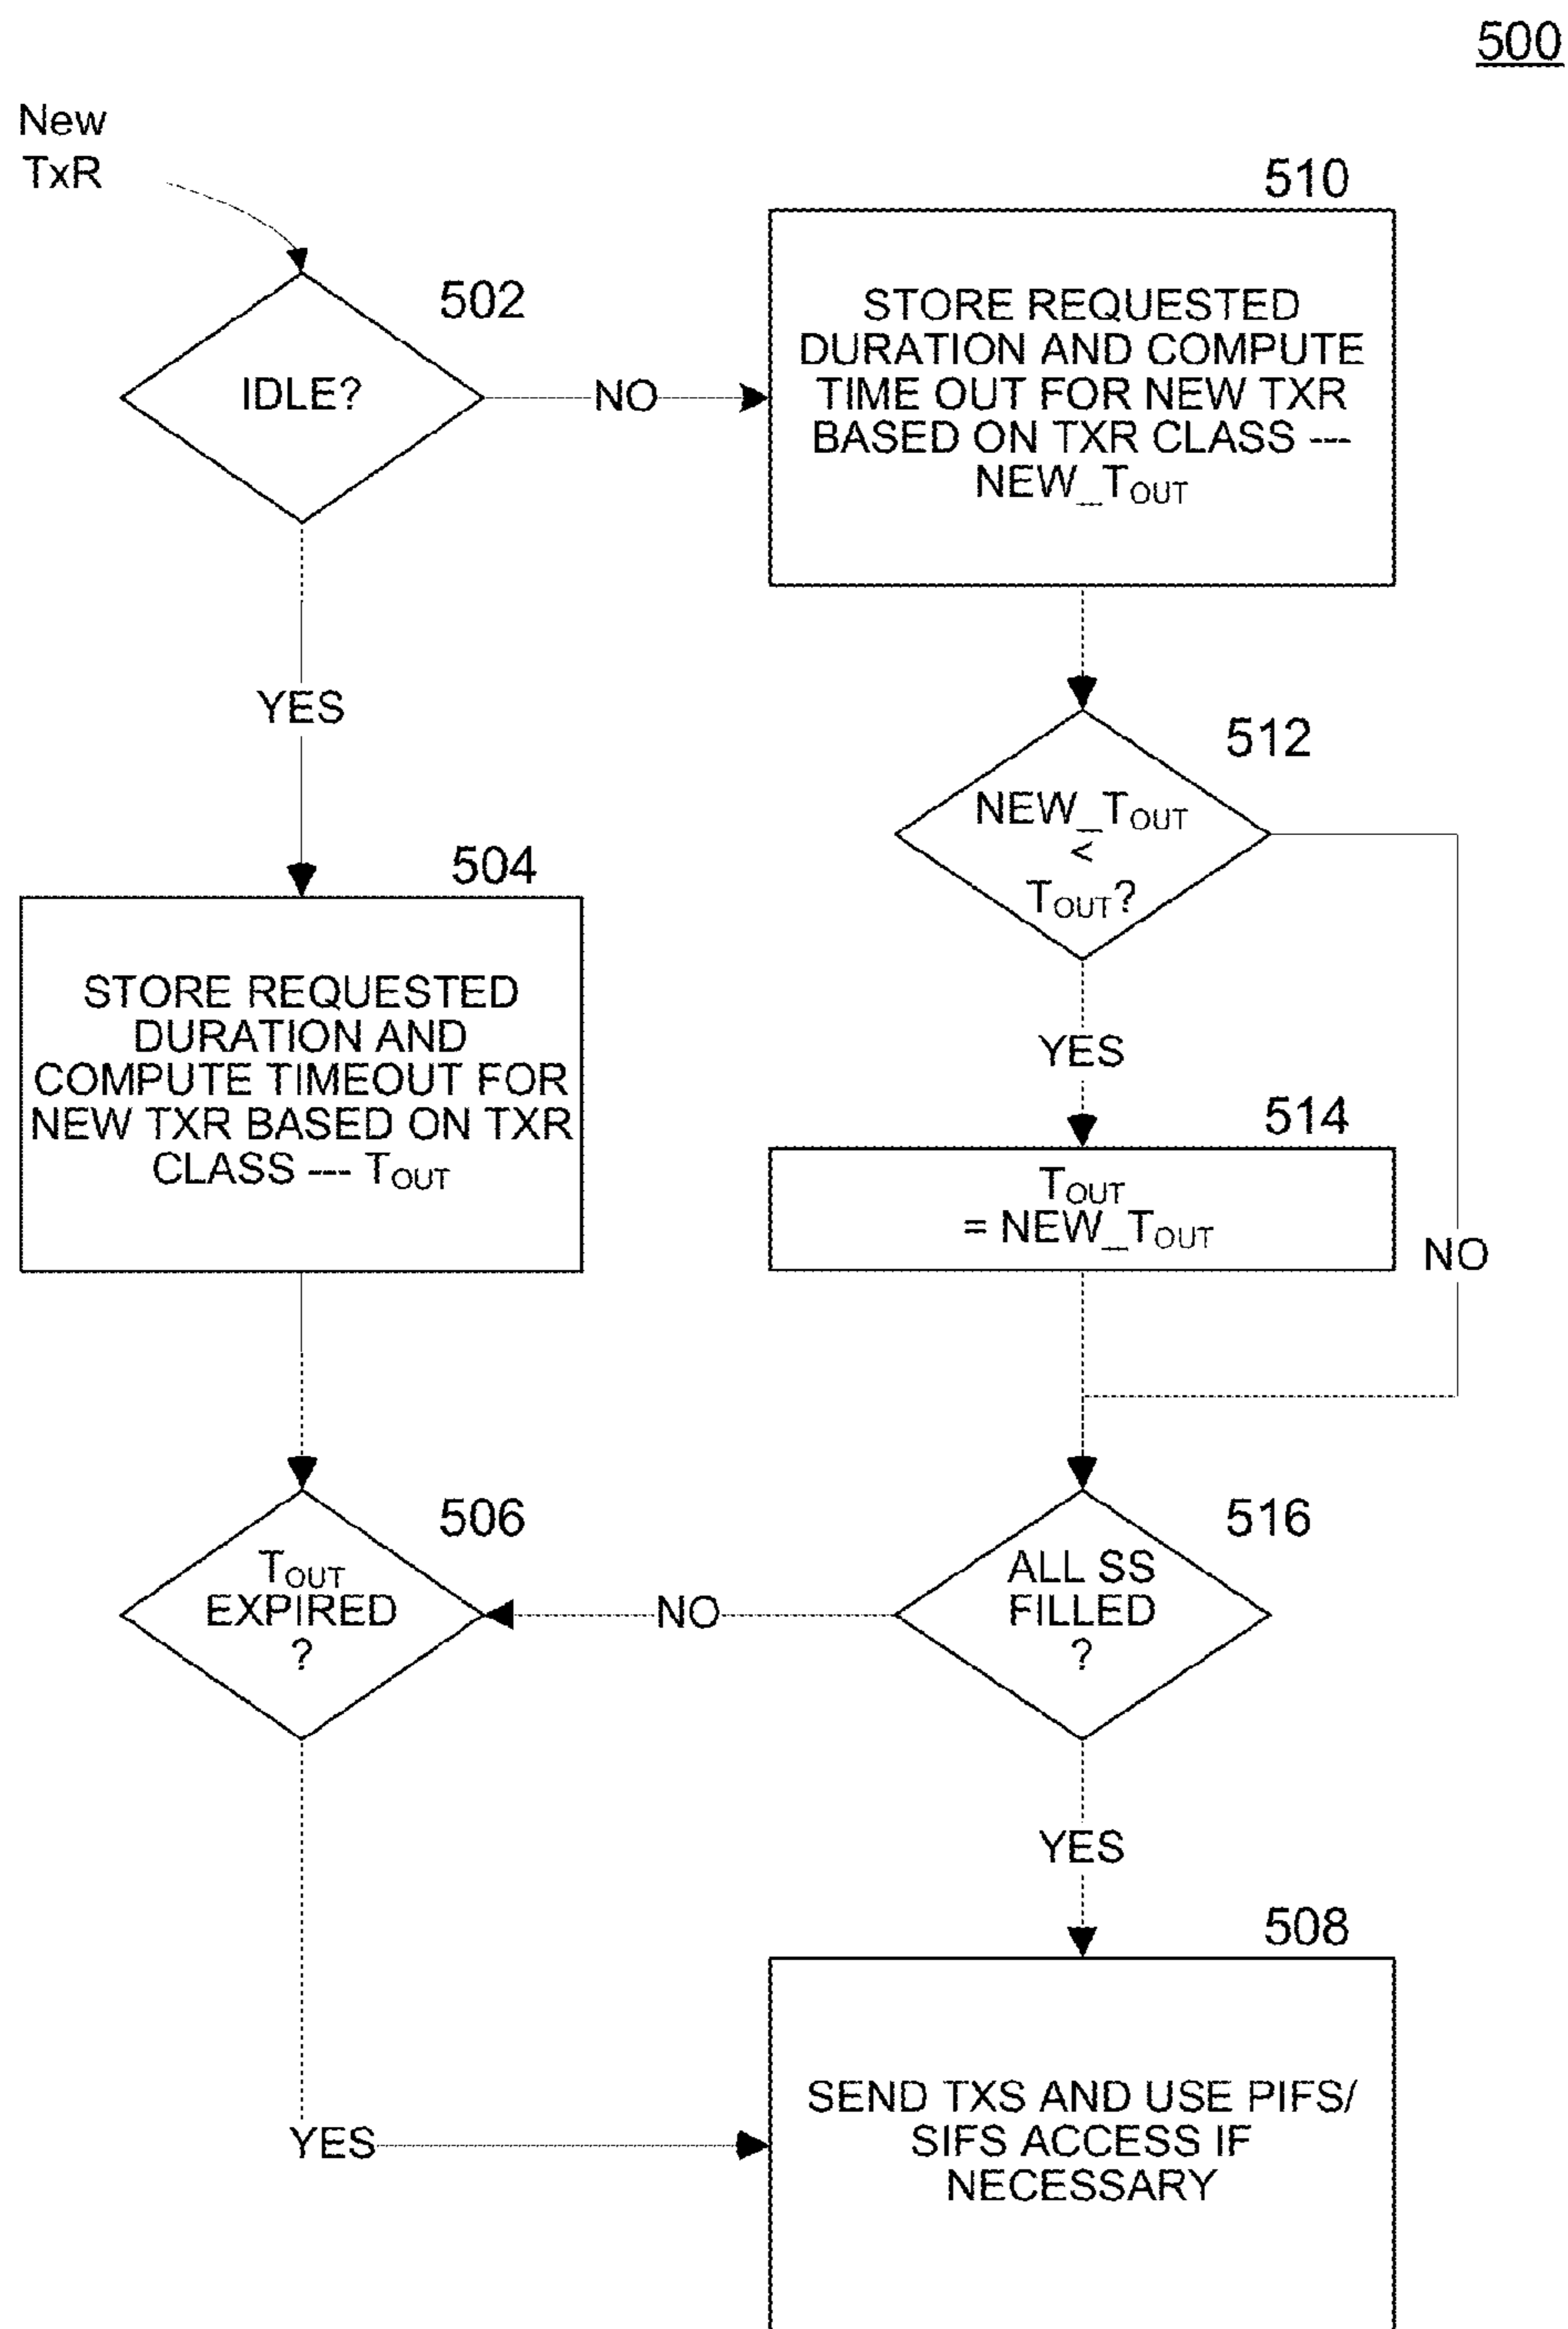 500
New
TxR
502
IDLE?
NO
510
STORE REQUESTED
DURATION AND COMPUTE
TIME OUT FOR NEW TXR
BASED ON TXR CLASS ---
NEW_TOUT
YES
512
NEW_TOUT
<
TOUT?
504
STORE REQUESTED
DURATION AND
COMPUTE TIMEOUT FOR
NEW TXR BASED ON TXR
CLASS --- TOUT
YES
514
TOUT
= NEW_TOUT
NO
506
TOUT
EXPIRED
?
NO
516
ALL SS
FILLED
?
YES
508
SEND TXS AND USE PIFS/
SIFS ACCESS IF
NECESSARY
YES